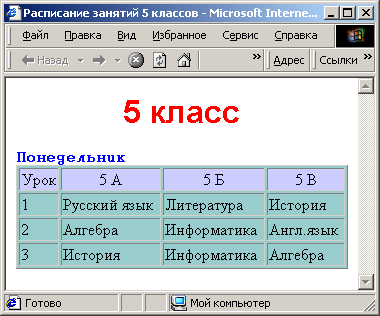 Расписание занятий 5 классов - Microsoft Interne...
Файл Правка Вид Избранное Сервис Справка
Назад » Адрес Ссылки »
5 класс
Понедельник
Урок 5 А 5 Б 5 В
1 Русский язык Литература История
2 Алгебра Информатика Англ.язык
3 История Информатика Алгебра
Готово Мой компьютер